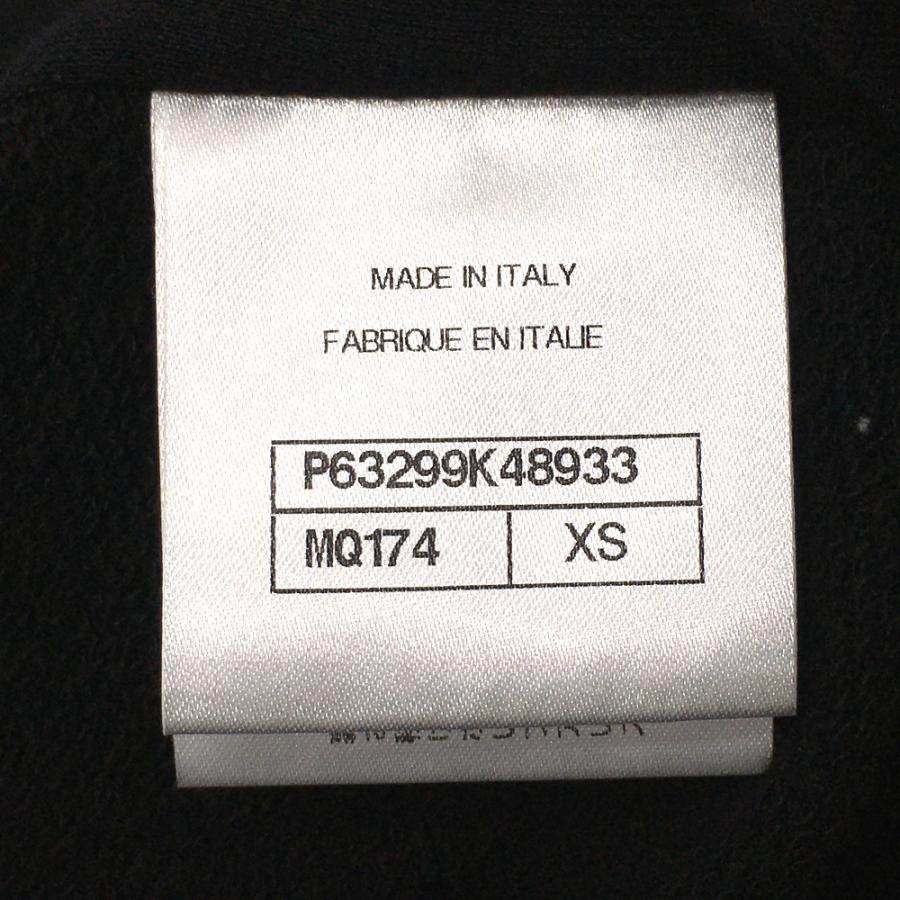 MADE IN ITALY
FABRIQUE EN ITALIE
P63299K48933
MQ174 XS